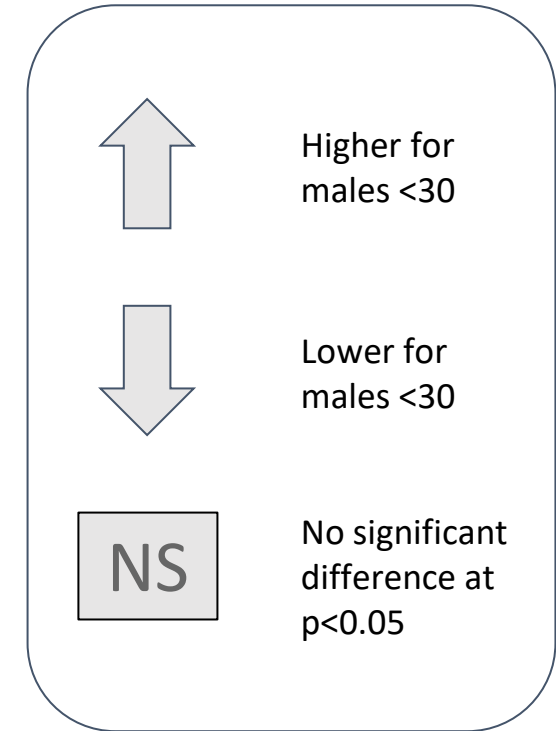 Higher for
males <30
Lower for
males <30
NS
No significant
difference at
p<0.05